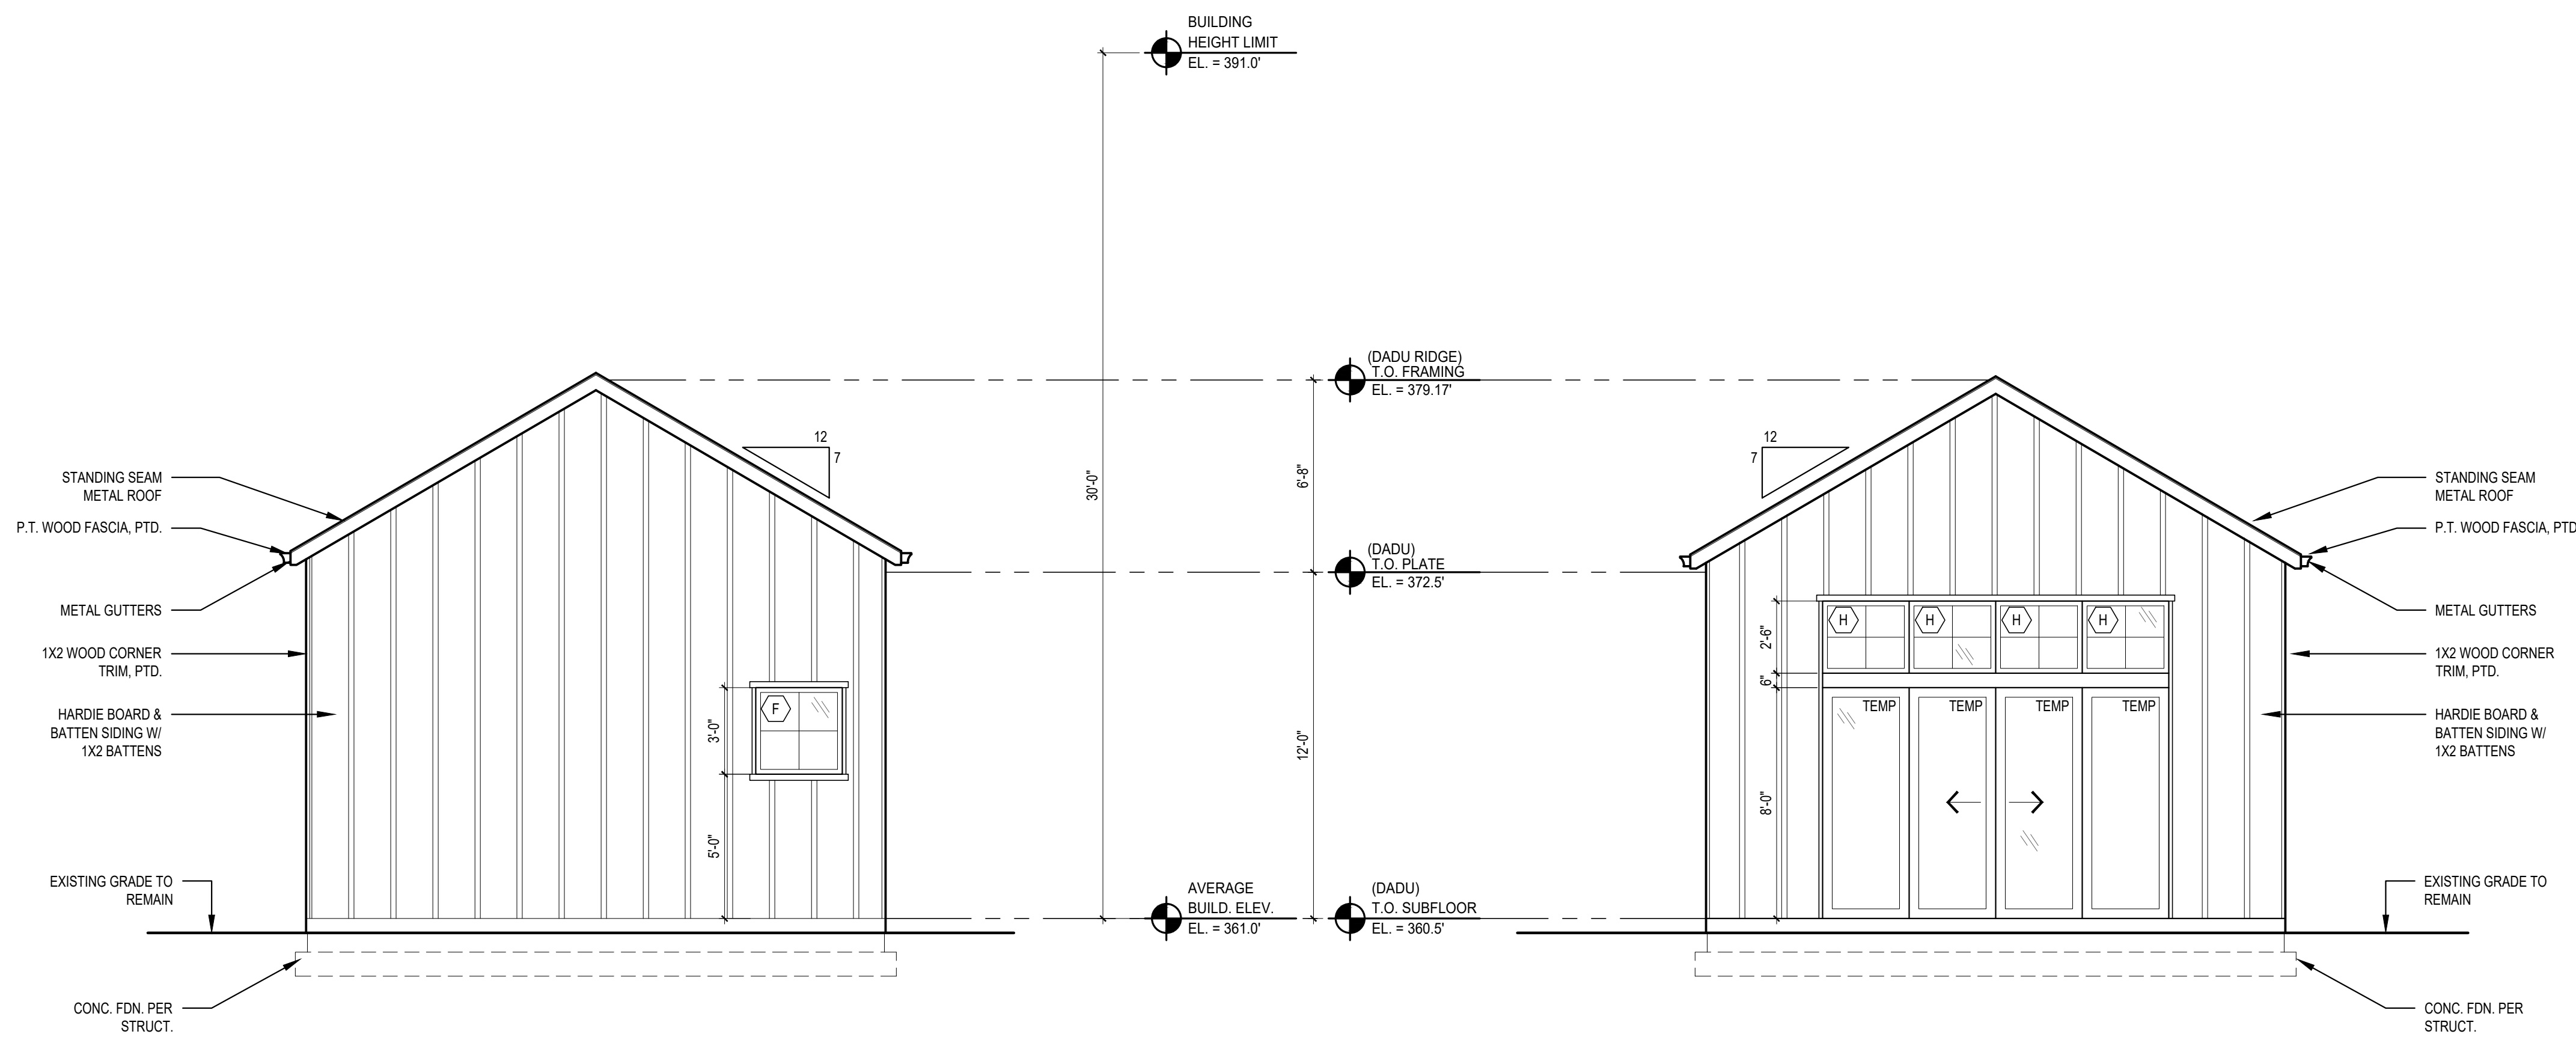 BUILDING
HEIGHT LIMIT
EL. = 391.0'
(DADU RIDGE)
T.O. FRAMING
EL. = 379.17'
12
7
12
7
30'-0"
6'-8"
STANDING SEAM
METAL ROOF
P.T. WOOD FASCIA, PTD.
METAL GUTTERS
1X2 WOOD CORNER
TRIM, PTD.
HARDIE BOARD &
BATTEN SIDING W/
1X2 BATTENS
EXISTING GRADE TO
REMAIN
CONC. FDN. PER
STRUCT.
F
3'-0"
5'-0"
(DADU)
T.O. PLATE
EL. = 372.5'
12'-0"
AVERAGE
BUILD. ELEV.
EL. = 361.0'
(DADU)
T.O. SUBFLOOR
EL. = 360.5'
2'-6"
6"
8'-0"
H
H
H
H
TEMP
TEMP
TEMP
TEMP
STANDING SEAM
METAL ROOF
P.T. WOOD FASCIA, PTD
METAL GUTTERS
1X2 WOOD CORNER
TRIM, PTD.
HARDIE BOARD &
BATTEN SIDING W/
1X2 BATTENS
EXISTING GRADE TO
REMAIN
CONC. FDN. PER
STRUCT.